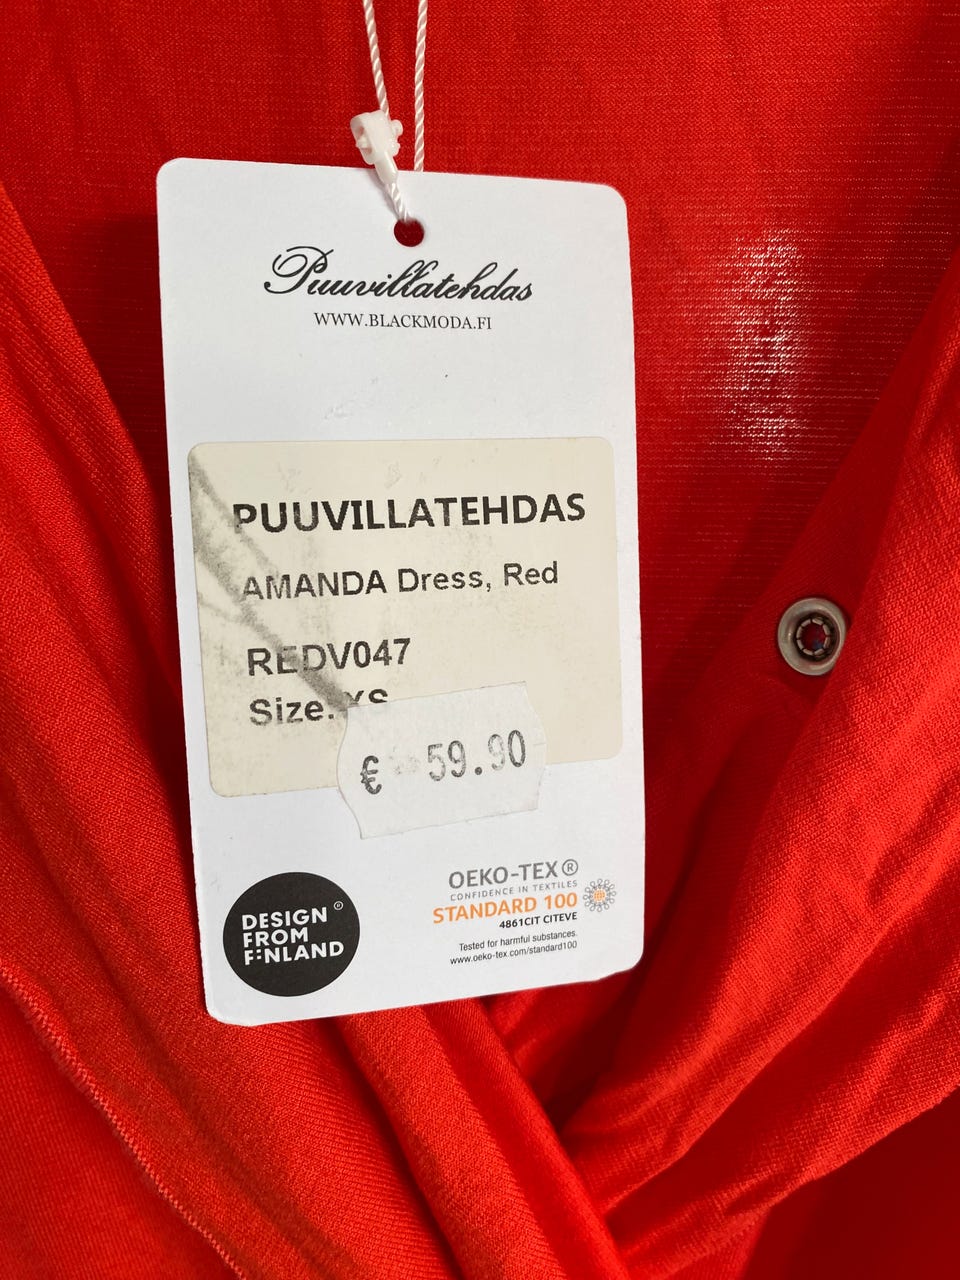 Puuvillatehdas
WWW.BLACKMODA.FI
PUUVILLATEHDAS
AMANDA Dress, Red
REDV047
Size: XS
€ 59.90
DESIGN ®
FROM
FINLAND
OEKO-TEX®
CONFIDENCE IN TEXTILES
STANDARD 100
4861CIT CITEVE
Tested for harmful substances.
www.oeko-tex.com/standard100